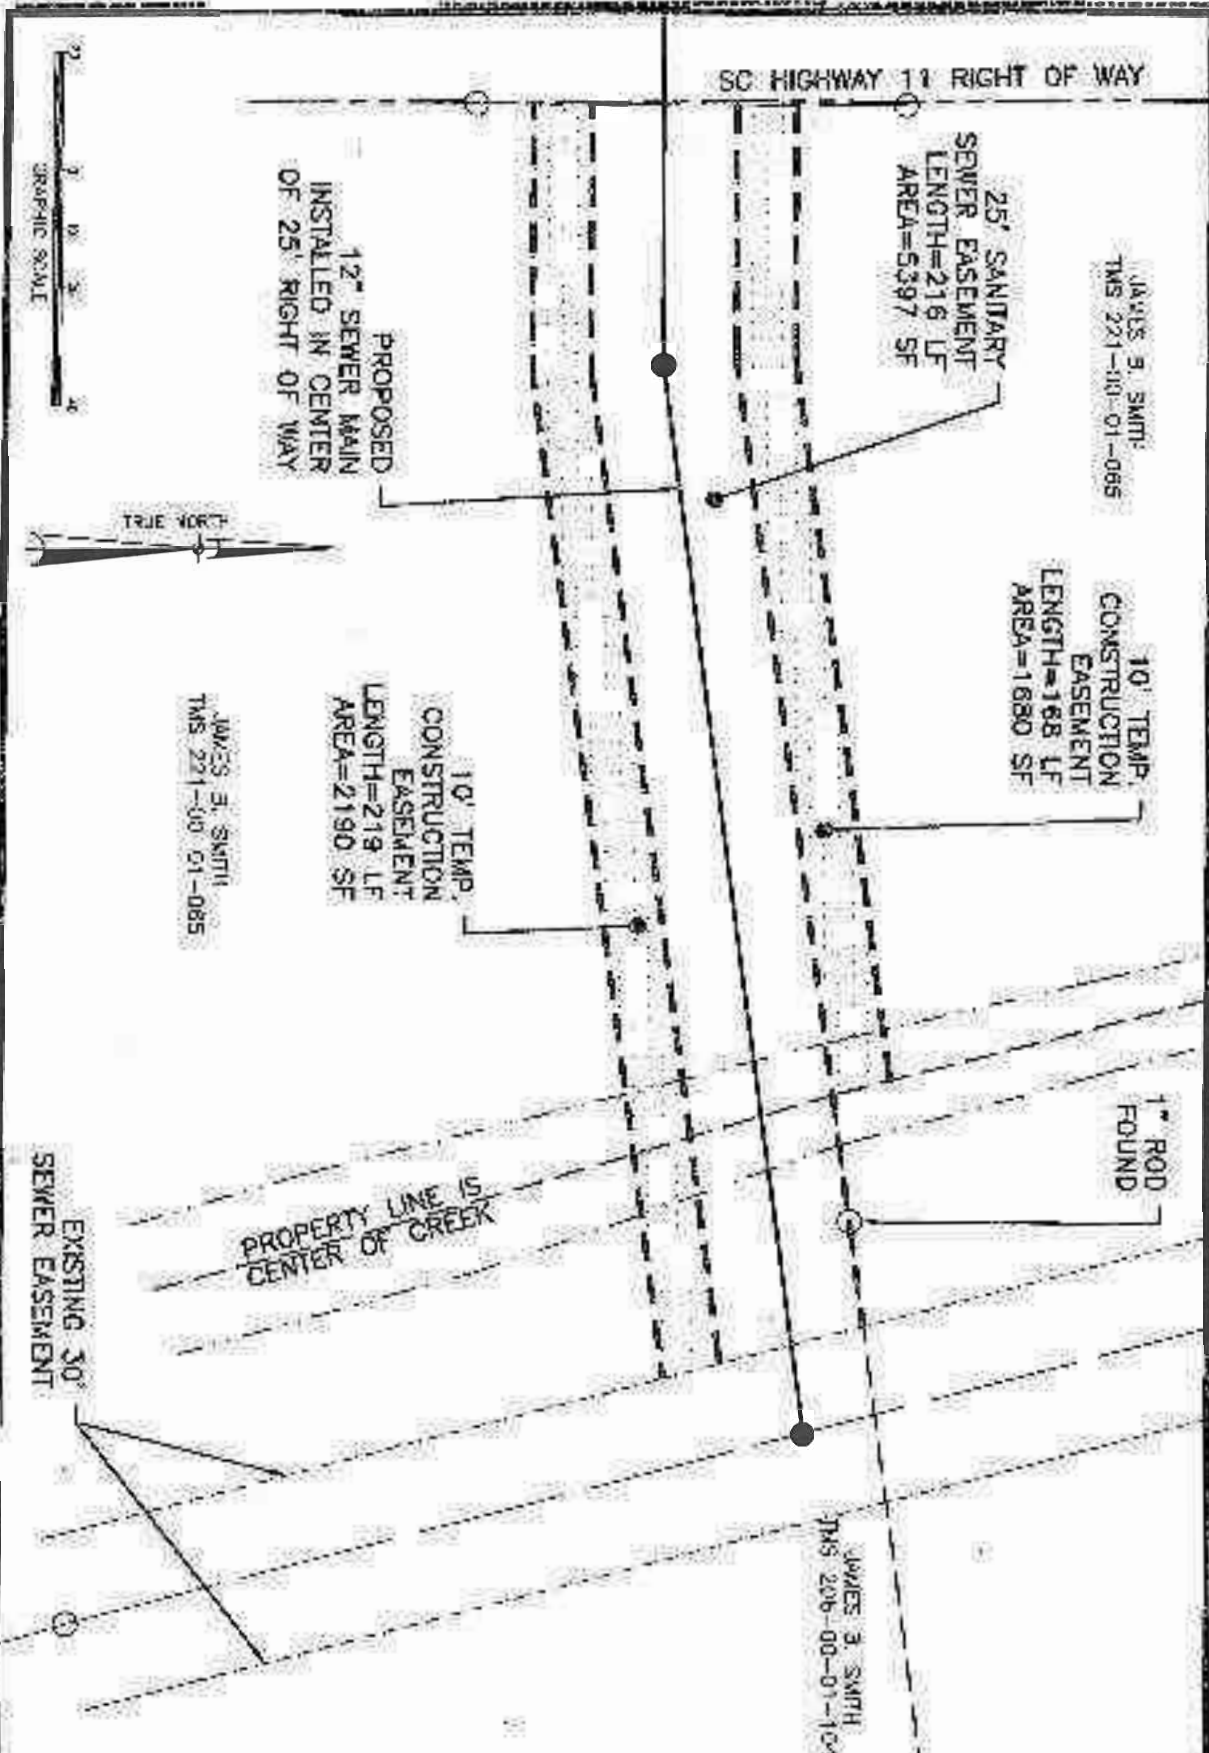 SC HIGHWAY 11 RIGHT OF WAY
JAMES B. SMITH
TMS 221-00-01-065
25' SANITARY
SEWER EASEMENT
LENGTH=216 LF
AREA=5397 SF
10' TEMP.
CONSTRUCTION
EASEMENT
LENGTH=168 LF
AREA=1680 SF
1" ROD
FOUND
PROPOSED
12" SEWER MAIN
INSTALLED IN CENTER
OF 25' RIGHT OF WAY
10' TEMP.
CONSTRUCTION
EASEMENT
LENGTH=219 LF
AREA=2190 SF
GRAPHIC SCALE
TRUE NORTH
JAMES B. SMITH
TMS 221-00 01-065
PROPERTY LINE IS
CENTER OF CREEK
EXISTING 30'
SEWER EASEMENT
JAMES B. SMITH
TMS